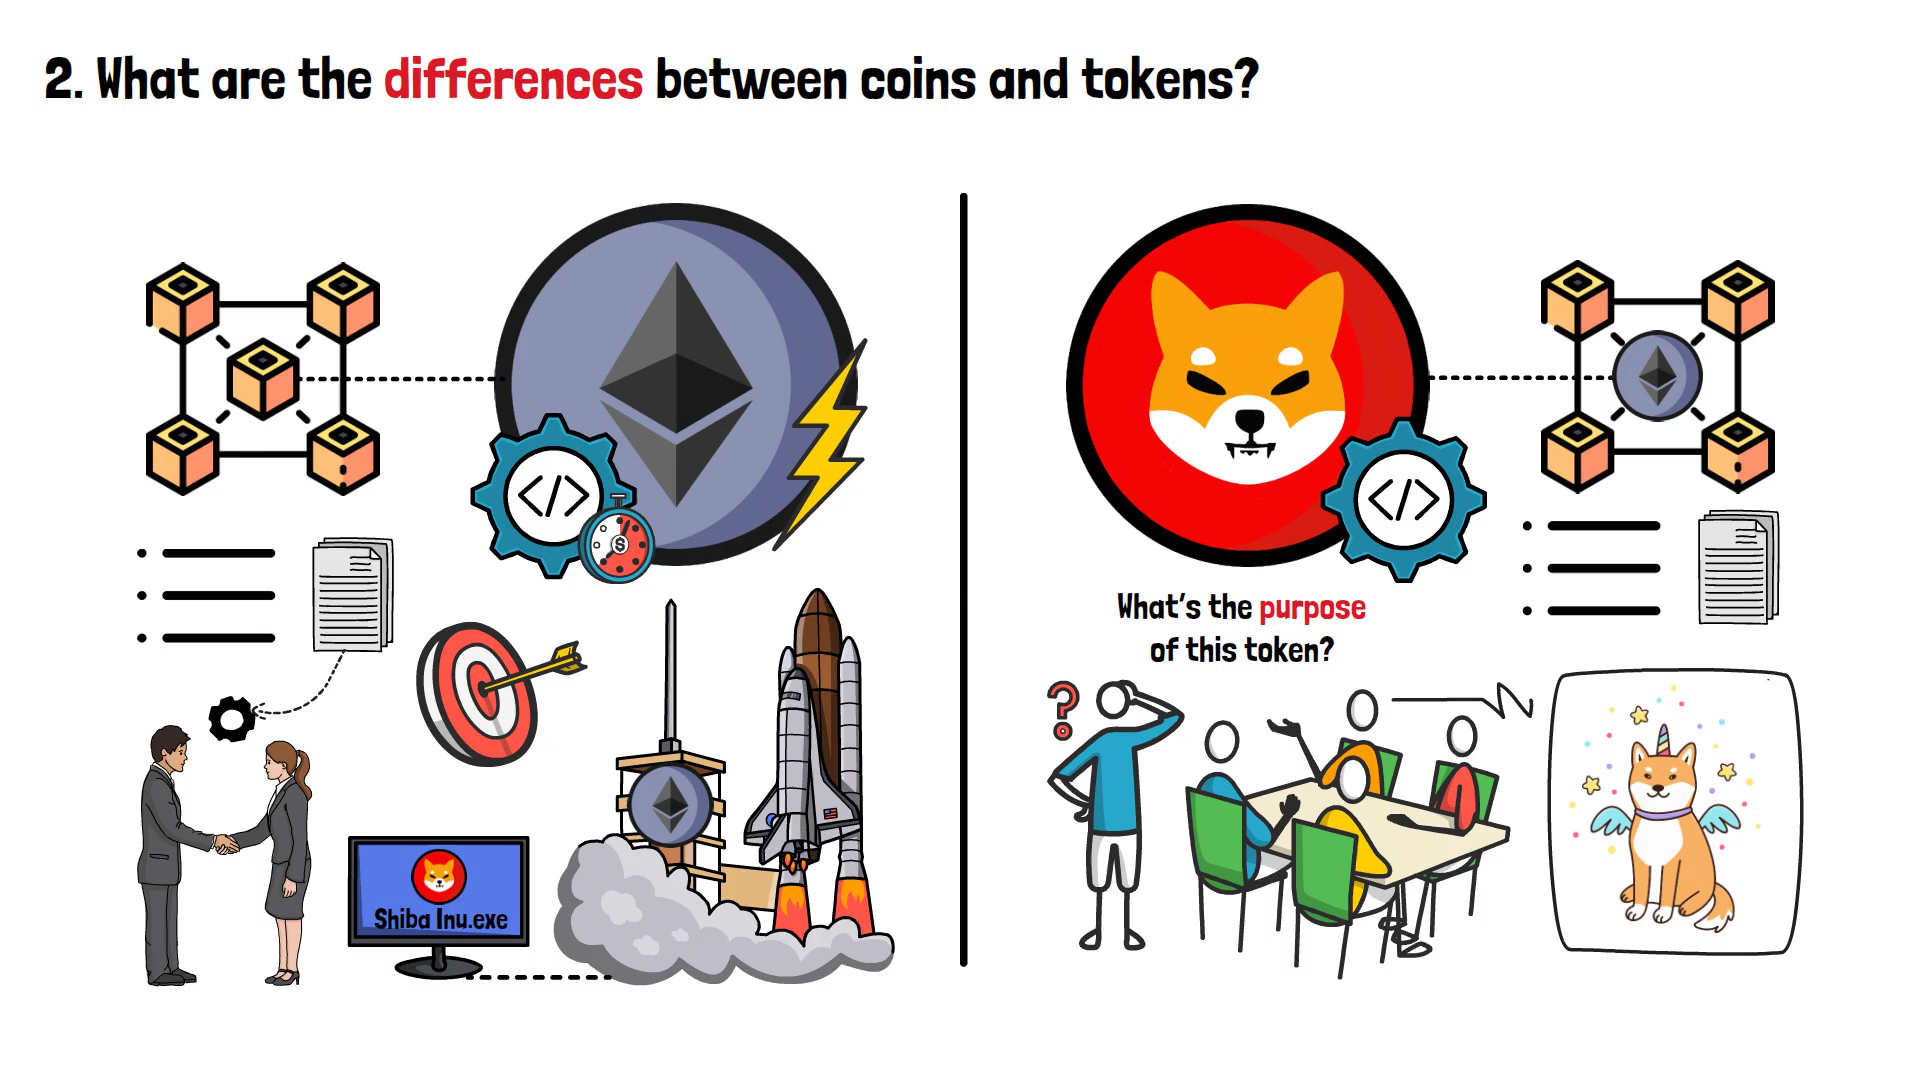 2. What are the differences between coins and tokens?
</>
$
Shiba Inu.exe
</>
What's the purpose
of this token?
?